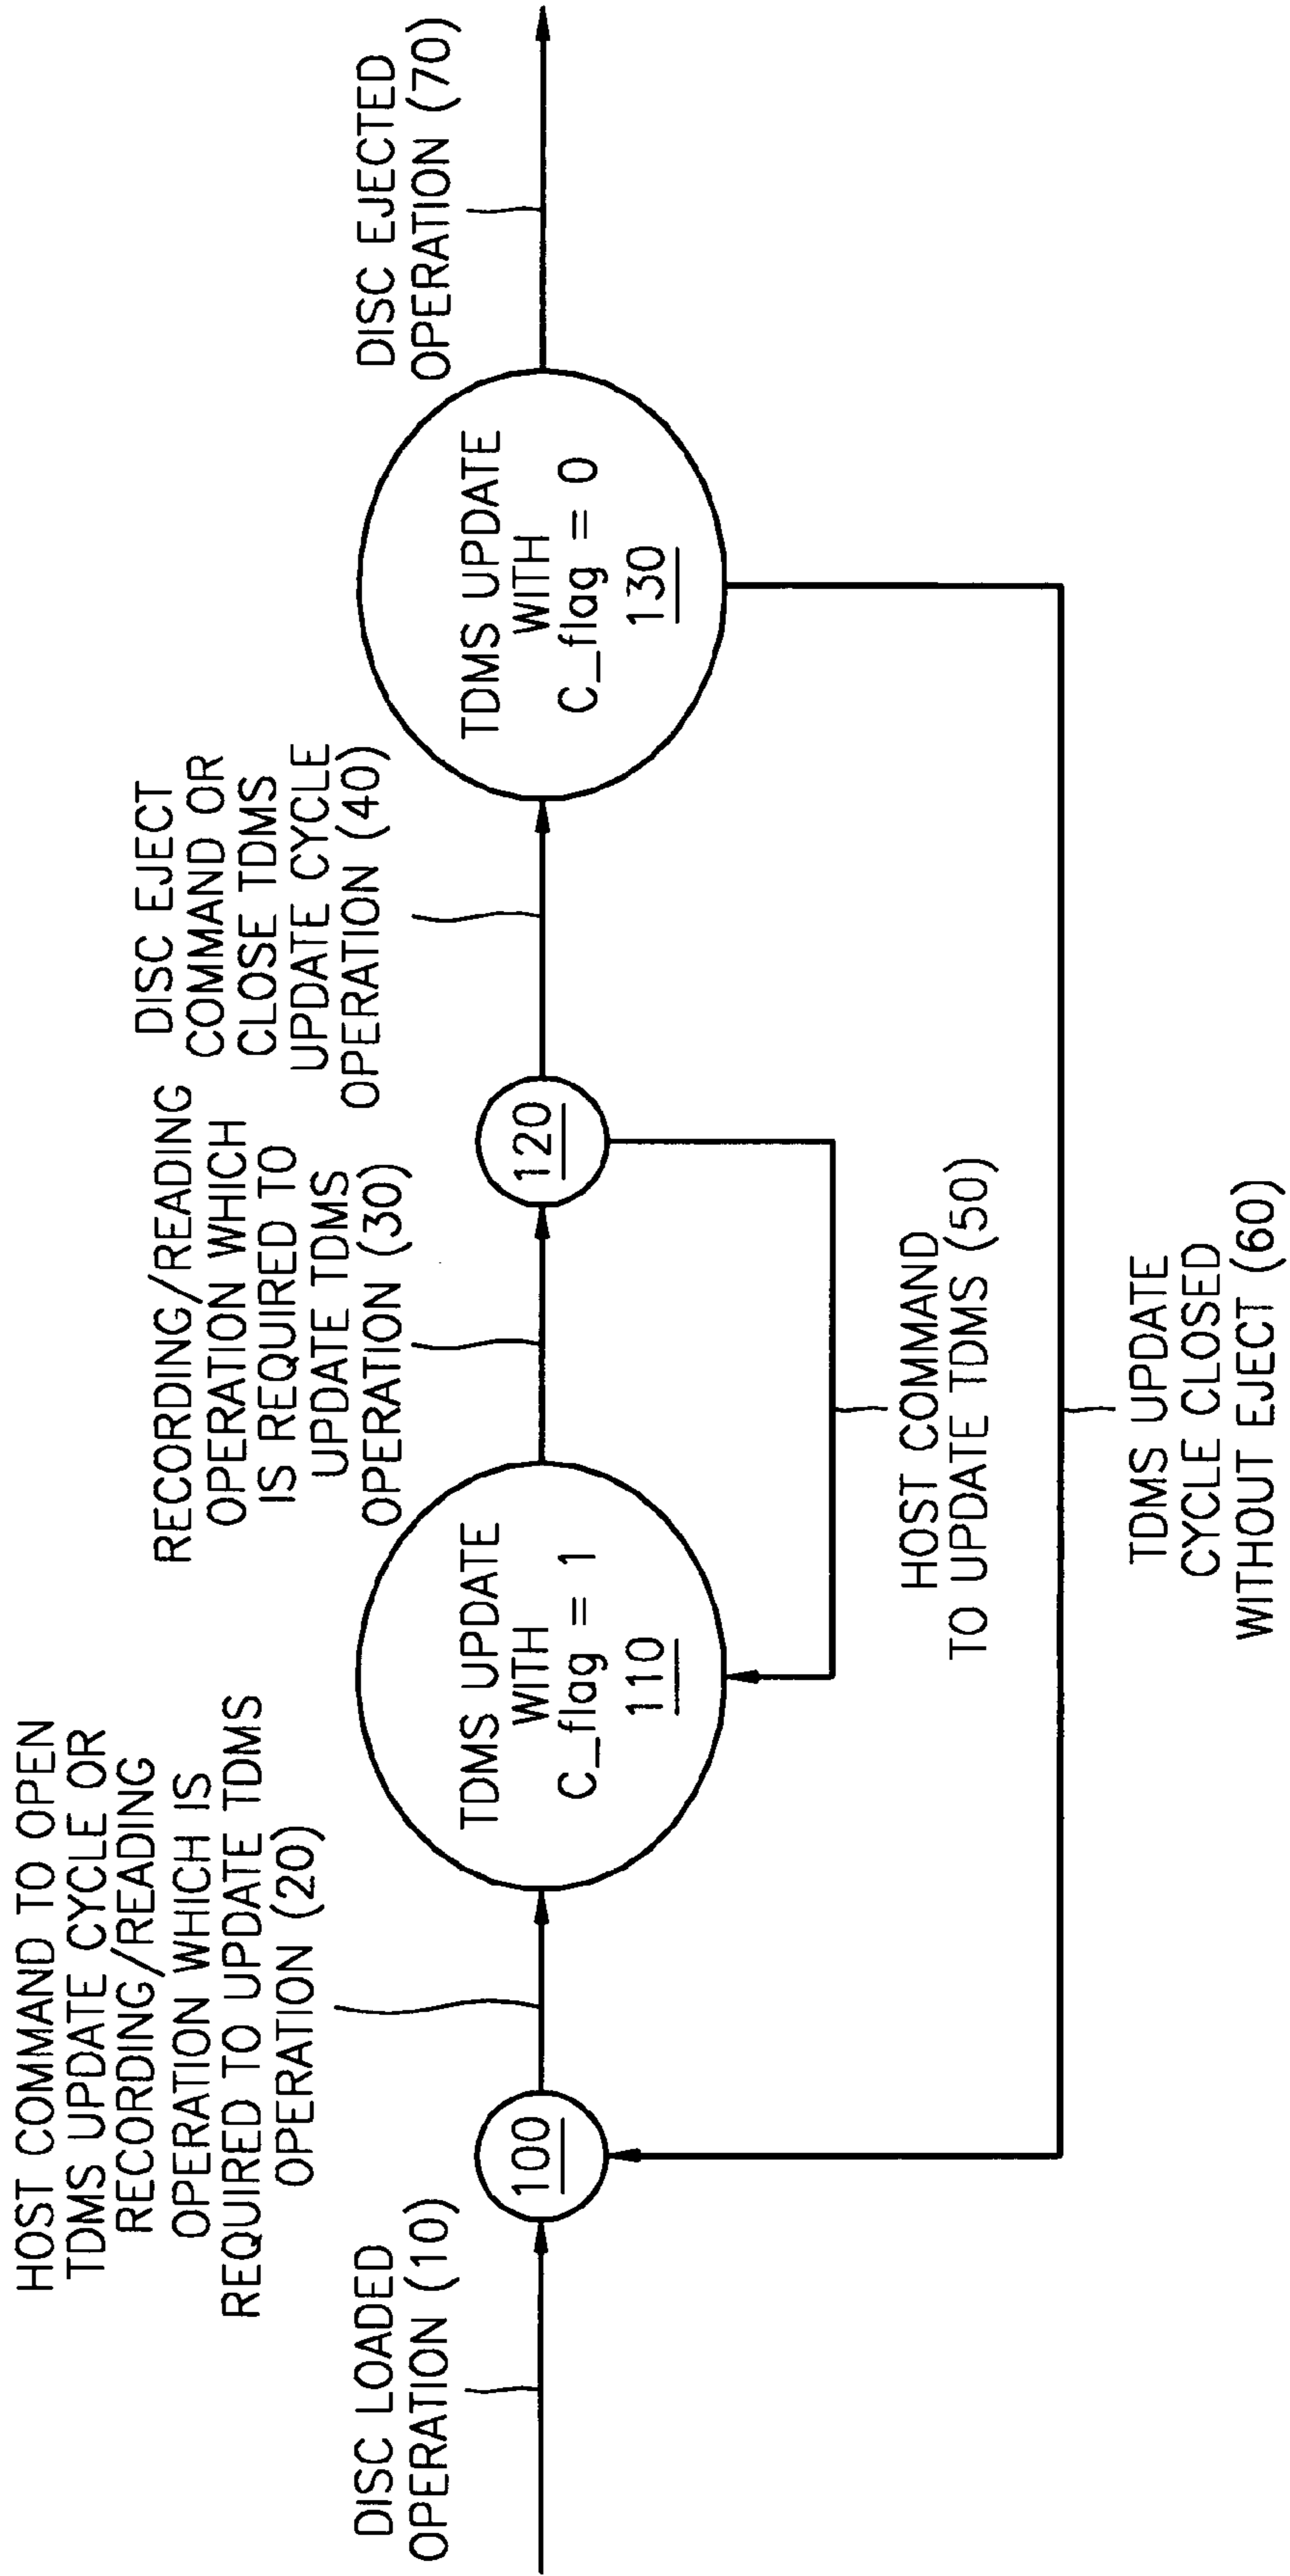 HOST COMMAND TO OPEN
TDMS UPDATE CYCLE OR
RECORDING/READING
OPERATION WHICH IS
REQUIRED TO UPDATE TDMS
OPERATION (20)
DISC LOADED
OPERATION (10)
100
TDMS UPDATE
WITH
C_flag = 1
110
RECORDING/READING
OPERATION WHICH
IS REQUIRED TO
UPDATE TDMS
OPERATION (30)
120
DISC EJECT
COMMAND OR
CLOSE TDMS
UPDATE CYCLE
OPERATION (40)
TDMS UPDATE
WITH
C_flag = 0
130
DISC EJECTED
OPERATION (70)
HOST COMMAND
TO UPDATE TDMS (50)
TDMS UPDATE
CYCLE CLOSED
WITHOUT EJECT (60)